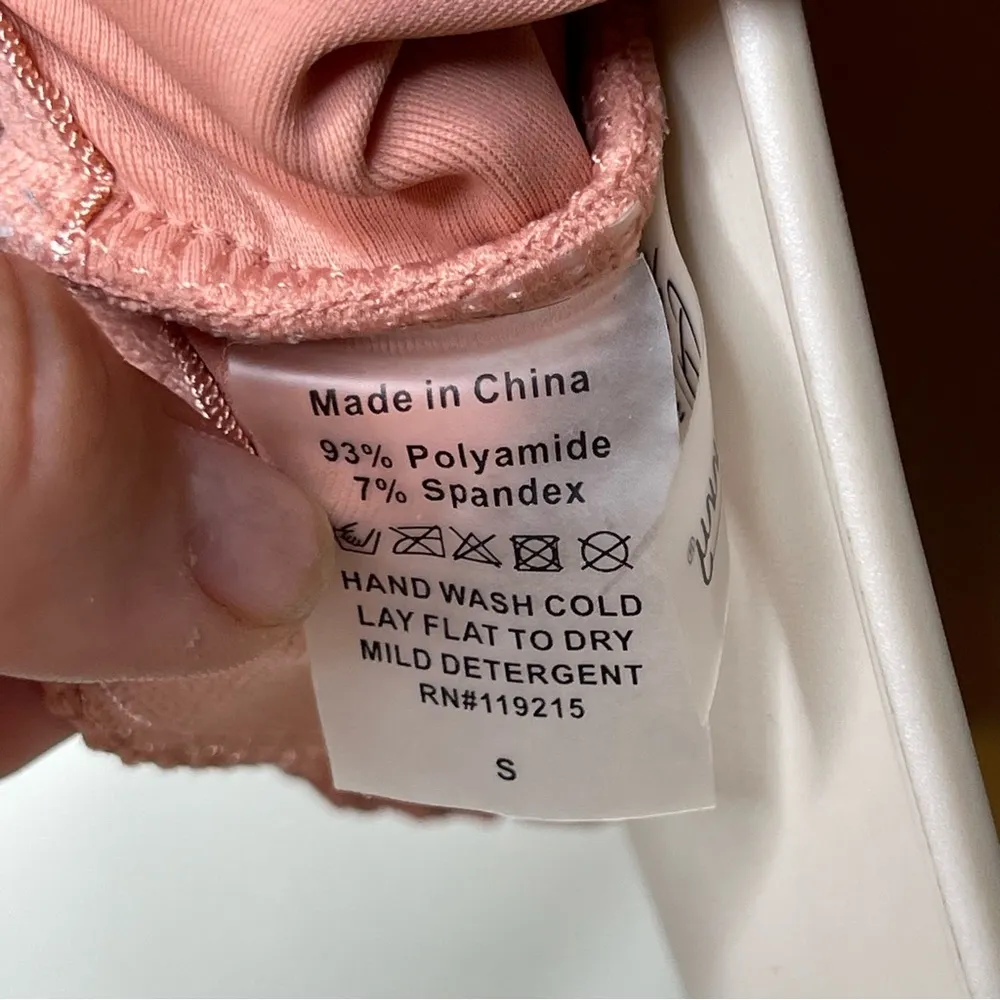 Made in China
93% Polyamide
7% Spandex
HAND WASH COLD
LAY FLAT TO DRY
MILD DETERGENT
RN#119215
S